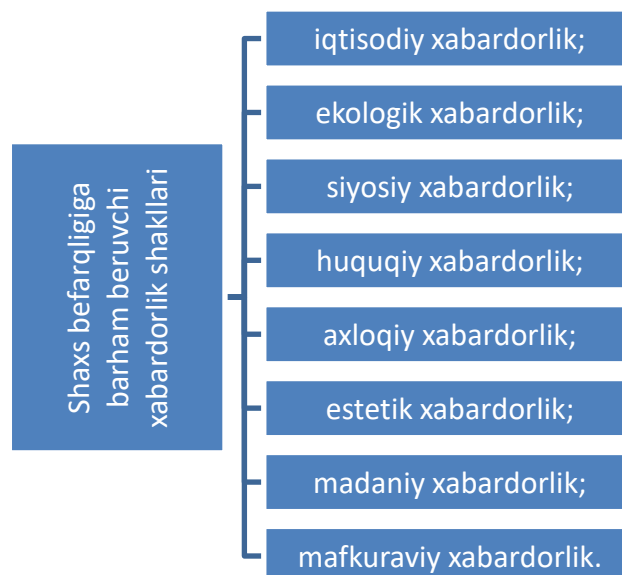 Shaxs befarqligiga
barham beruvchi
xabardorlik shakllari
iqtisodiy xabardorlik;
ekologik xabardorlik;
siyosiy xabardorlik;
huquqiy xabardorlik;
axloqiy xabardorlik;
estetik xabardorlik;
madaniy xabardorlik;
mafkuraviy xabardorlik.